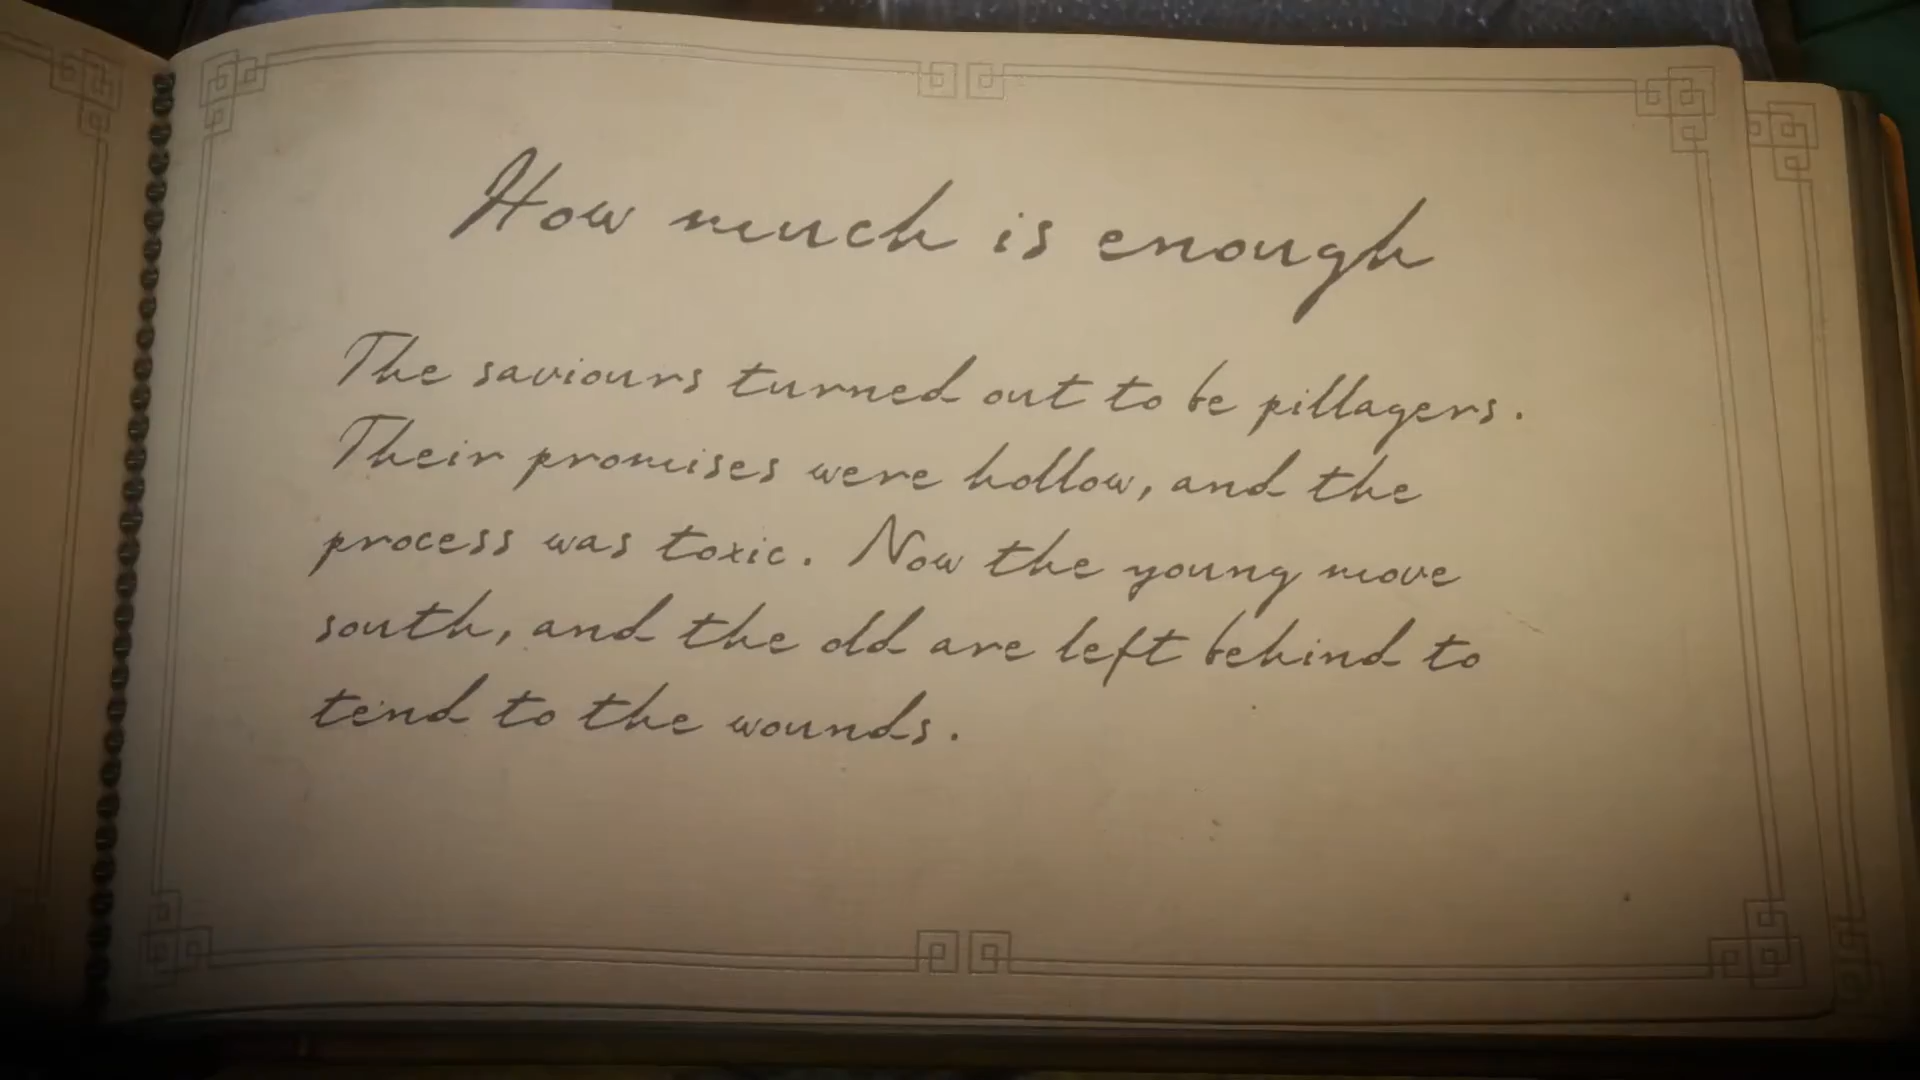 How much is enough
The saviours turned out to be pillagers.
Their promises were hollow, and the
process was toxic. Now the young move
south, and the old are left behind to
tend to the wounds.